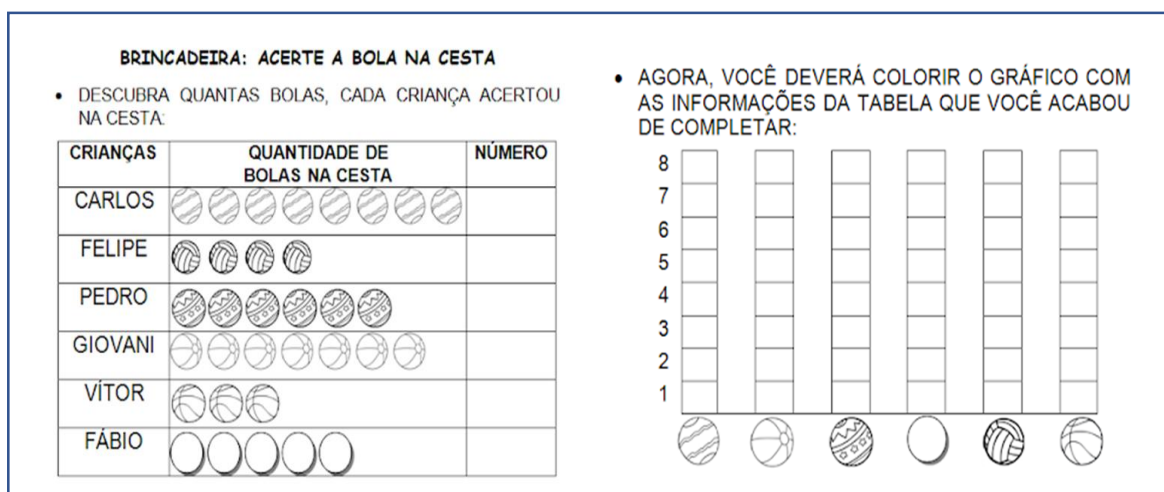 BRINCADEIRA: ACERTE A BOLA NA CESTA
• DESCUBRA QUANTAS BOLAS, CADA CRIANÇA ACERTOU
NA CESTA:
CRIANÇAS QUANTIDADE DE NÚMERO
BOLAS NA CESTA
CARLOS
FELIPE
PEDRO
GIOVANI
VÍTOR
FÁBIO
• AGORA, VOCÊ DEVERÁ COLORIR O GRÁFICO COM
AS INFORMAÇÕES DA TABELA QUE VOCÊ ACABOU
DE COMPLETAR:
8
7
6
5
4
3
2
1